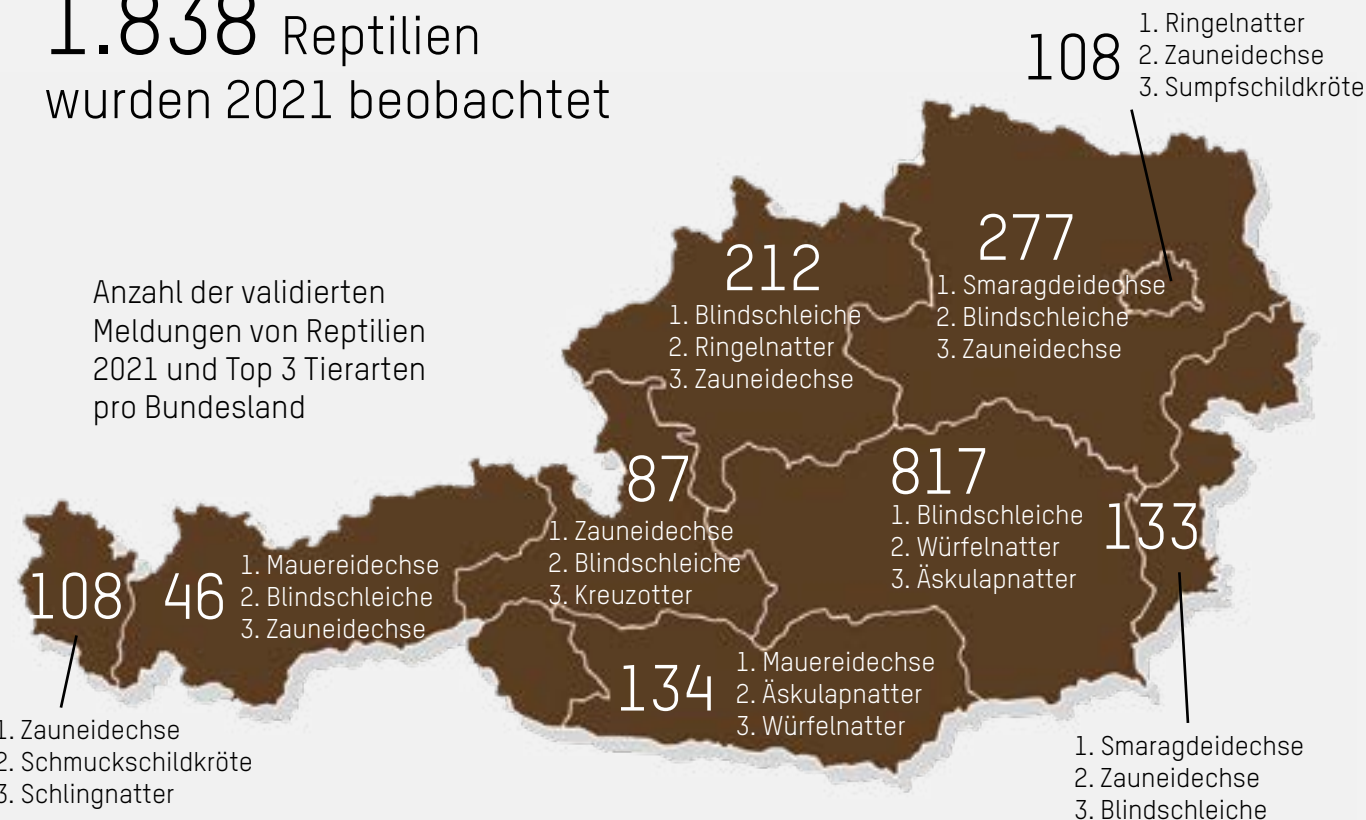 1.838 Reptilien
wurden 2021 beobachtet
Anzahl der validierten
Meldungen von Reptilien
2021 und Top 3 Tierarten
pro Bundesland
108
1. Ringelnatter
2. Zauneidechse
3. Sumpfschildkröte
277
1. Smaragdeidechse
2. Blindschleiche
3. Zauneidechse
212
1. Blindschleiche
2. Ringelnatter
3. Zauneidechse
87
1. Zauneidechse
2. Blindschleiche
3. Kreuzotter
817
1. Blindschleiche
2. Würfelnatter
3. Äskulapnatter
133
1. Smaragdeidechse
2. Zauneidechse
3. Blindschleiche
108
1. Zauneidechse
2. Schmuckschildkröte
3. Schlingnatter
46
1. Mauereidechse
2. Blindschleiche
3. Zauneidechse
134
1. Mauereidechse
2. Äskulapnatter
3. Würfelnatter